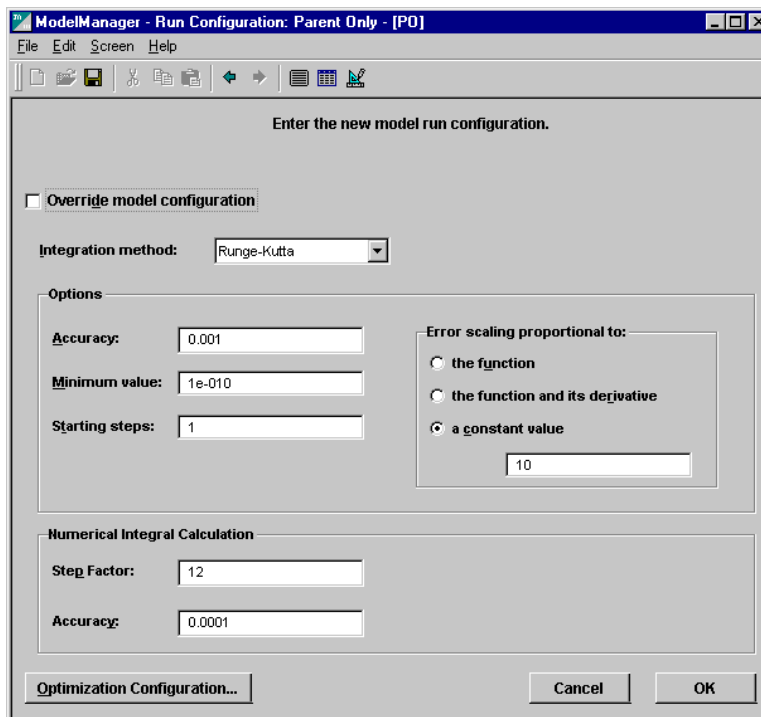 ModelManager - Run Configuration: Parent Only - [PO]
File Edit Screen Help
Enter the new model run configuration.
Override model configuration
Integration method: Runge-Kutta
Options
Accuracy: 0.001
Minimum value: 1e-010
Starting steps: 1
Error scaling proportional to:
the function
the function and its derivative
a constant value
10
Numerical Integral Calculation
Step Factor: 12
Accuracy: 0.0001
Optimization Configuration... Cancel OK